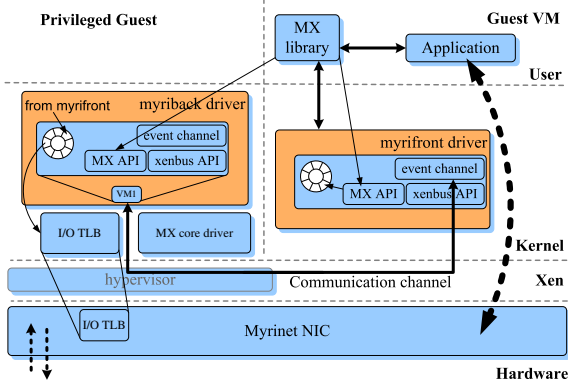 Privileged Guest
Guest VM
MX
library
Application
User
from myrifront
myriback driver
event channel
MX API
xenbus API
VM1
myrifront driver
event channel
MX API
xenbus API
I/O TLB
MX core driver
Kernel
hypervisor
Communication channel
Xen
I/O TLB
Myrinet NIC
Hardware